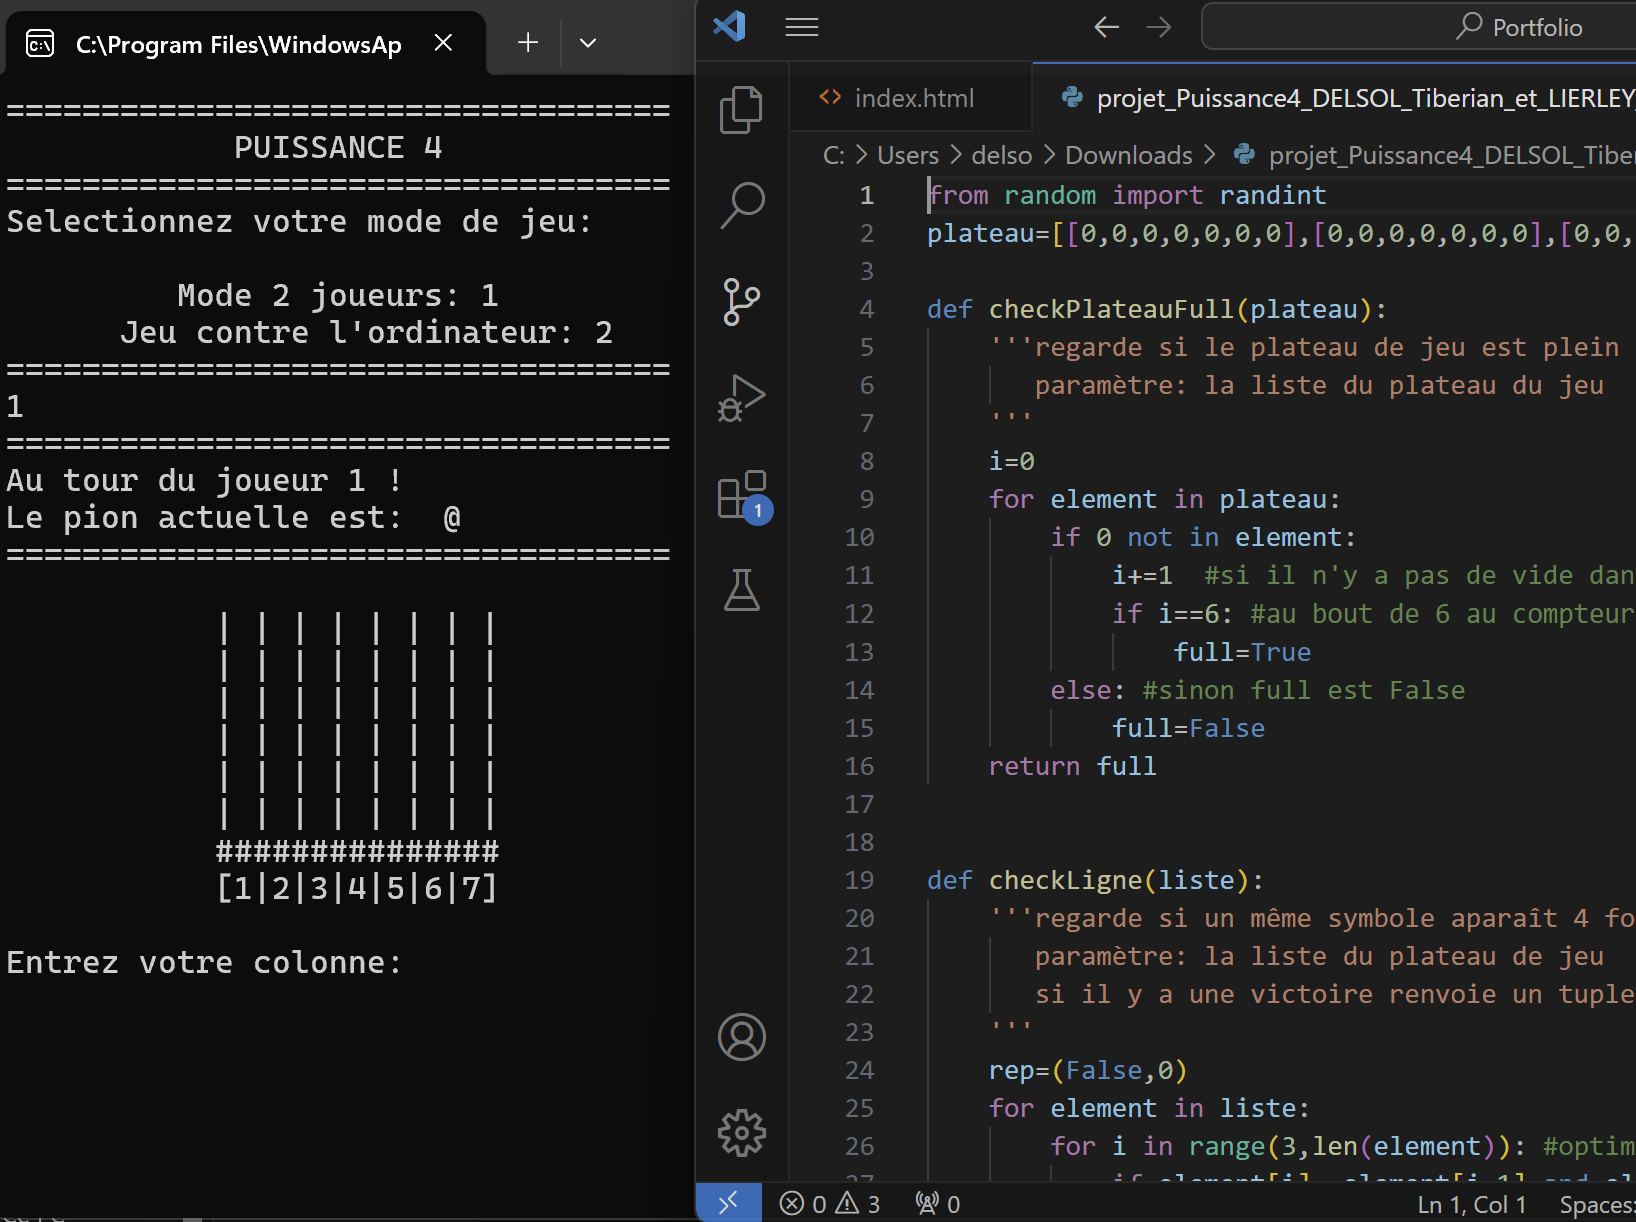 C:\Program Files\WindowsAp
==================================
PUISSANCE 4
==================================
Selectionnez votre mode de jeu:
Mode 2 joueurs: 1
Jeu contre l'ordinateur: 2
==================================
1
==================================
Au tour du joueur 1 !
Le pion actuelle est:  @
==================================
| | | | | | | |
| | | | | | | |
| | | | | | | |
| | | | | | | |
| | | | | | | |
| | | | | | | |
###############
[1|2|3|4|5|6|7]
Entrez votre colonne:
Portfolio
index.html
projet_Puissance4_DELSOL_Tiberian_et_LIERLEY
C: > Users > delso > Downloads > projet_Puissance4_DELSOL_Tiber
1 from random import randint
2 plateau=[[0,0,0,0,0,0,0],[0,0,0,0,0,0,0],[0,0,
3
4 def checkPlateauFull(plateau):
5     '''regarde si le plateau de jeu est plein
6        paramètre: la liste du plateau du jeu
7     '''
8     i=0
9     for element in plateau:
10         if 0 not in element:
11             i+=1  #si il n'y a pas de vide dan
12             if i==6: #au bout de 6 au compteur
13                 full=True
14         else: #sinon full est False
15             full=False
16     return full
17
18
19 def checkLigne(liste):
20     '''regarde si un même symbole aparaît 4 fo
21        paramètre: la liste du plateau de jeu
22        si il y a une victoire renvoie un tuple
23     '''
24     rep=(False,0)
25     for element in liste:
26         for i in range(3,len(element)): #optim
1
0 3 0
Ln 1, Col 1
Spaces: